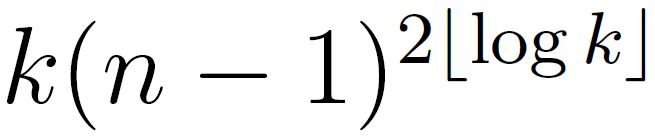 k(n − 1)^{2⌊log k⌋}